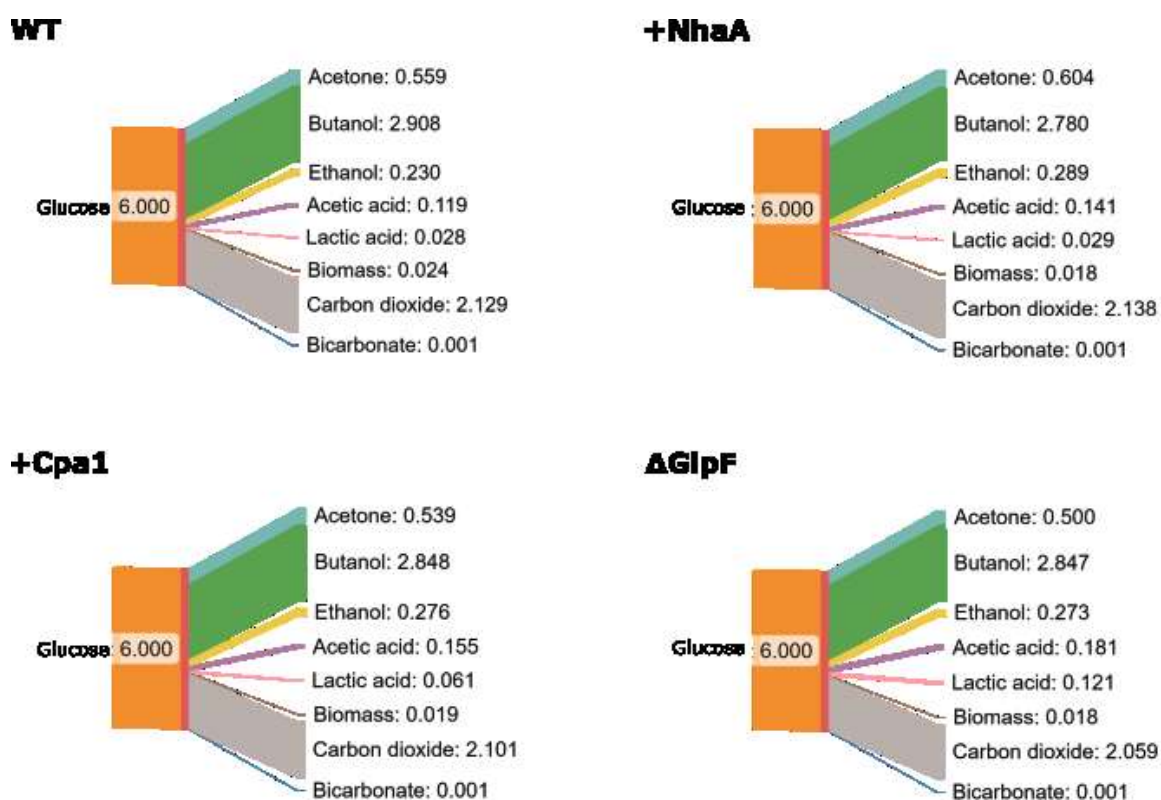 WT
Acetone: 0.559
Butanol: 2.908
Ethanol: 0.230
Glucose 6.000
Acetic acid: 0.119
Lactic acid: 0.028
Biomass: 0.024
Carbon dioxide: 2.129
Bicarbonate: 0.001
+NhaA
Acetone: 0.604
Butanol: 2.780
Ethanol: 0.289
Glucose : 6.000
Acetic acid: 0.141
Lactic acid: 0.029
Biomass: 0.018
Carbon dioxide: 2.138
Bicarbonate: 0.001
+Cpa1
Acetone: 0.539
Butanol: 2.848
Ethanol: 0.276
Glucose 6.000
Acetic acid: 0.155
Lactic acid: 0.061
Biomass: 0.019
Carbon dioxide: 2.101
Bicarbonate: 0.001
ΔGlpF
Acetone: 0.500
Butanol: 2.847
Ethanol: 0.273
Glucose : 6.000
Acetic acid: 0.181
Lactic acid: 0.121
Biomass: 0.018
Carbon dioxide: 2.059
Bicarbonate: 0.001